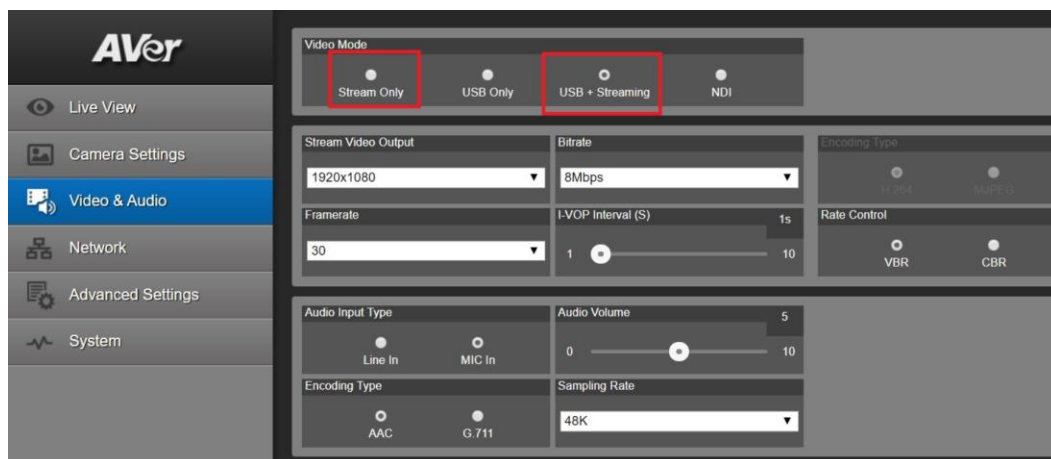 AVer
Live View
Camera Settings
Video & Audio
Network
Advanced Settings
System
Video Mode
Stream Only USB Only USB + Streaming NDI
Stream Video Output Bitrate Encoding Type
1920x1080 8Mbps H.264 MJPEG
Framerate I-VOP Interval (S) 1s Rate Control
30 1 10 VBR CBR
Audio Input Type Audio Volume 5
Line In MIC In 0 10
Encoding Type Sampling Rate
AAC G.711 48K